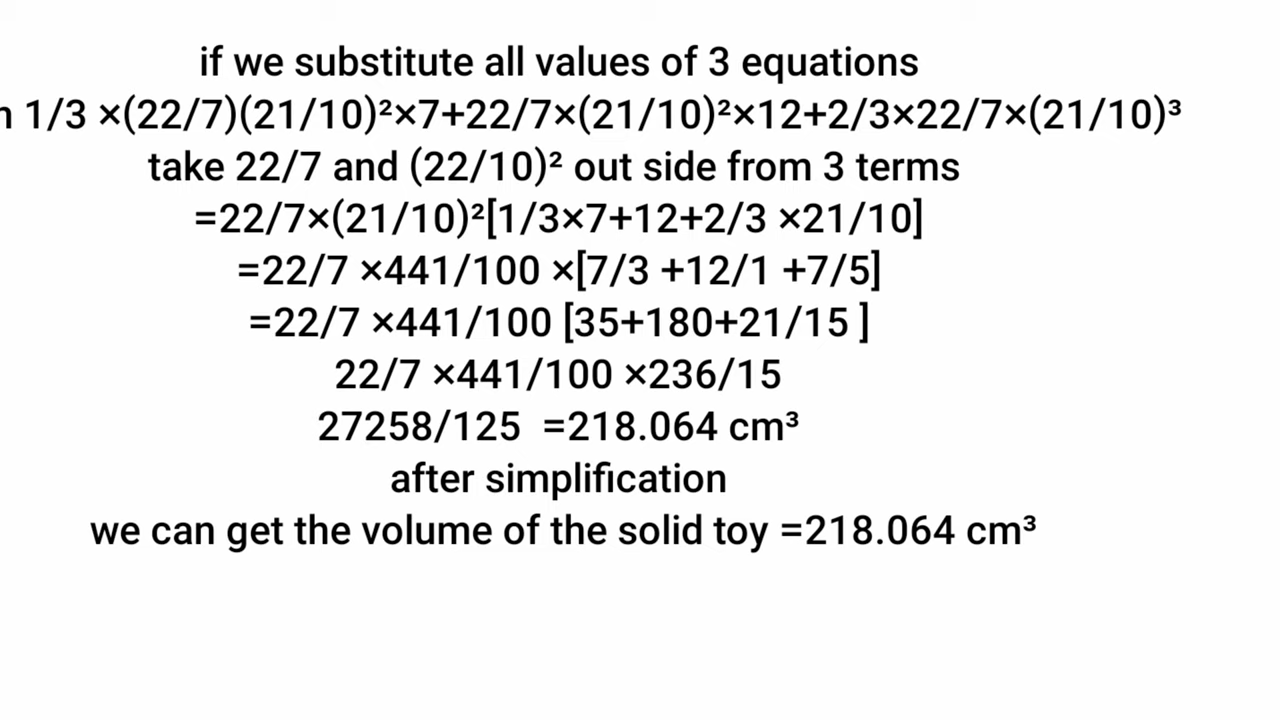 if we substitute all values of 3 equations
1/3 ×(22/7)(21/10)²×7+22/7×(21/10)²×12+2/3×22/7×(21/10)³
take 22/7 and (22/10)² out side from 3 terms
=22/7×(21/10)²[1/3×7+12+2/3 ×21/10]
=22/7 ×441/100 ×[7/3 +12/1 +7/5]
=22/7 ×441/100 [35+180+21/15 ]
22/7 ×441/100 ×236/15
27258/125 =218.064 cm³
after simplification
we can get the volume of the solid toy =218.064 cm³